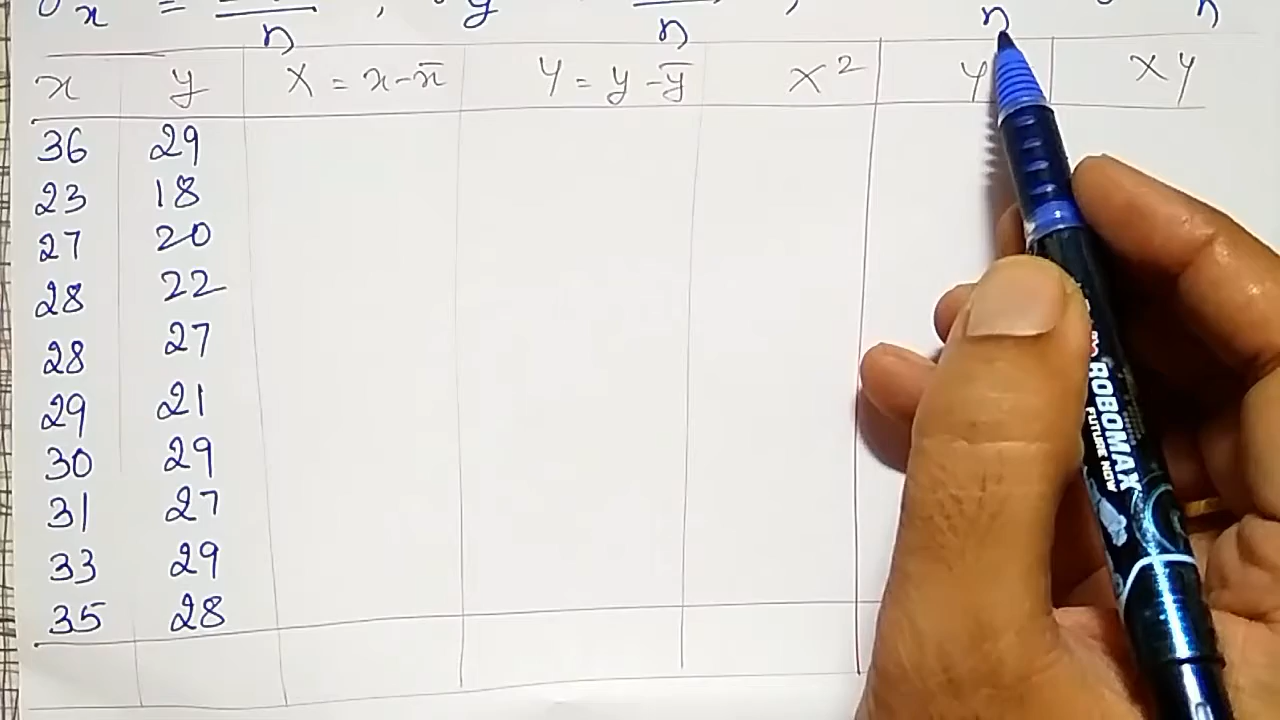 x = n , y n , n n
x y X = x - x̄ Y = y - ȳ X² Y XY
36 29
23 18
27 20
28 22
28 27
29 21
30 29
31 27
33 29
35 28
ROBOMAX
FUTURE NOW